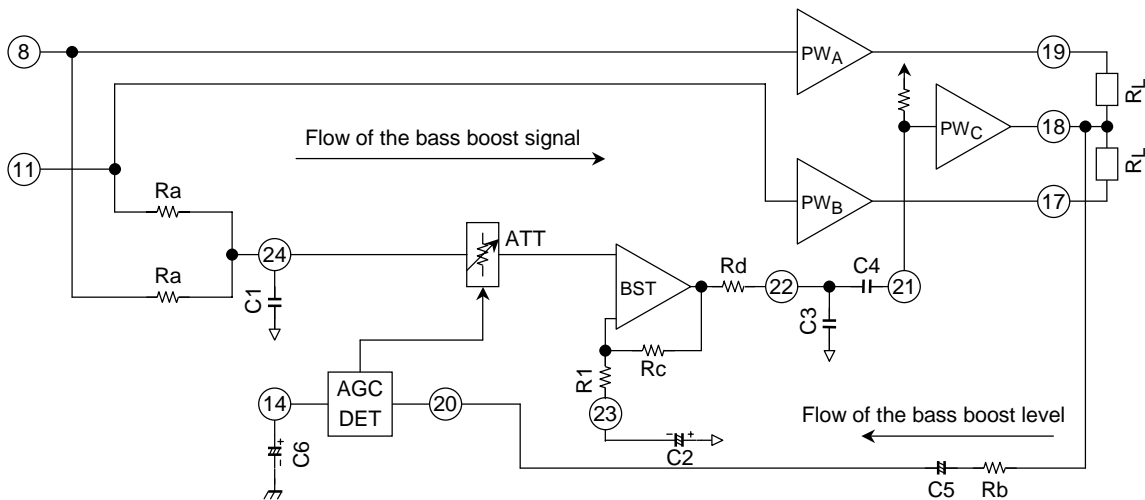 8
PWA
19
RL
PWC
18
Flow of the bass boost signal
11
RL
Ra
PWB
17
24
ATT
Ra
C1
BST
Rd
22
C4
21
C3
Rc
R1
AGC
DET
14
20
23
Flow of the bass boost level
C6
C2
C5
Rb